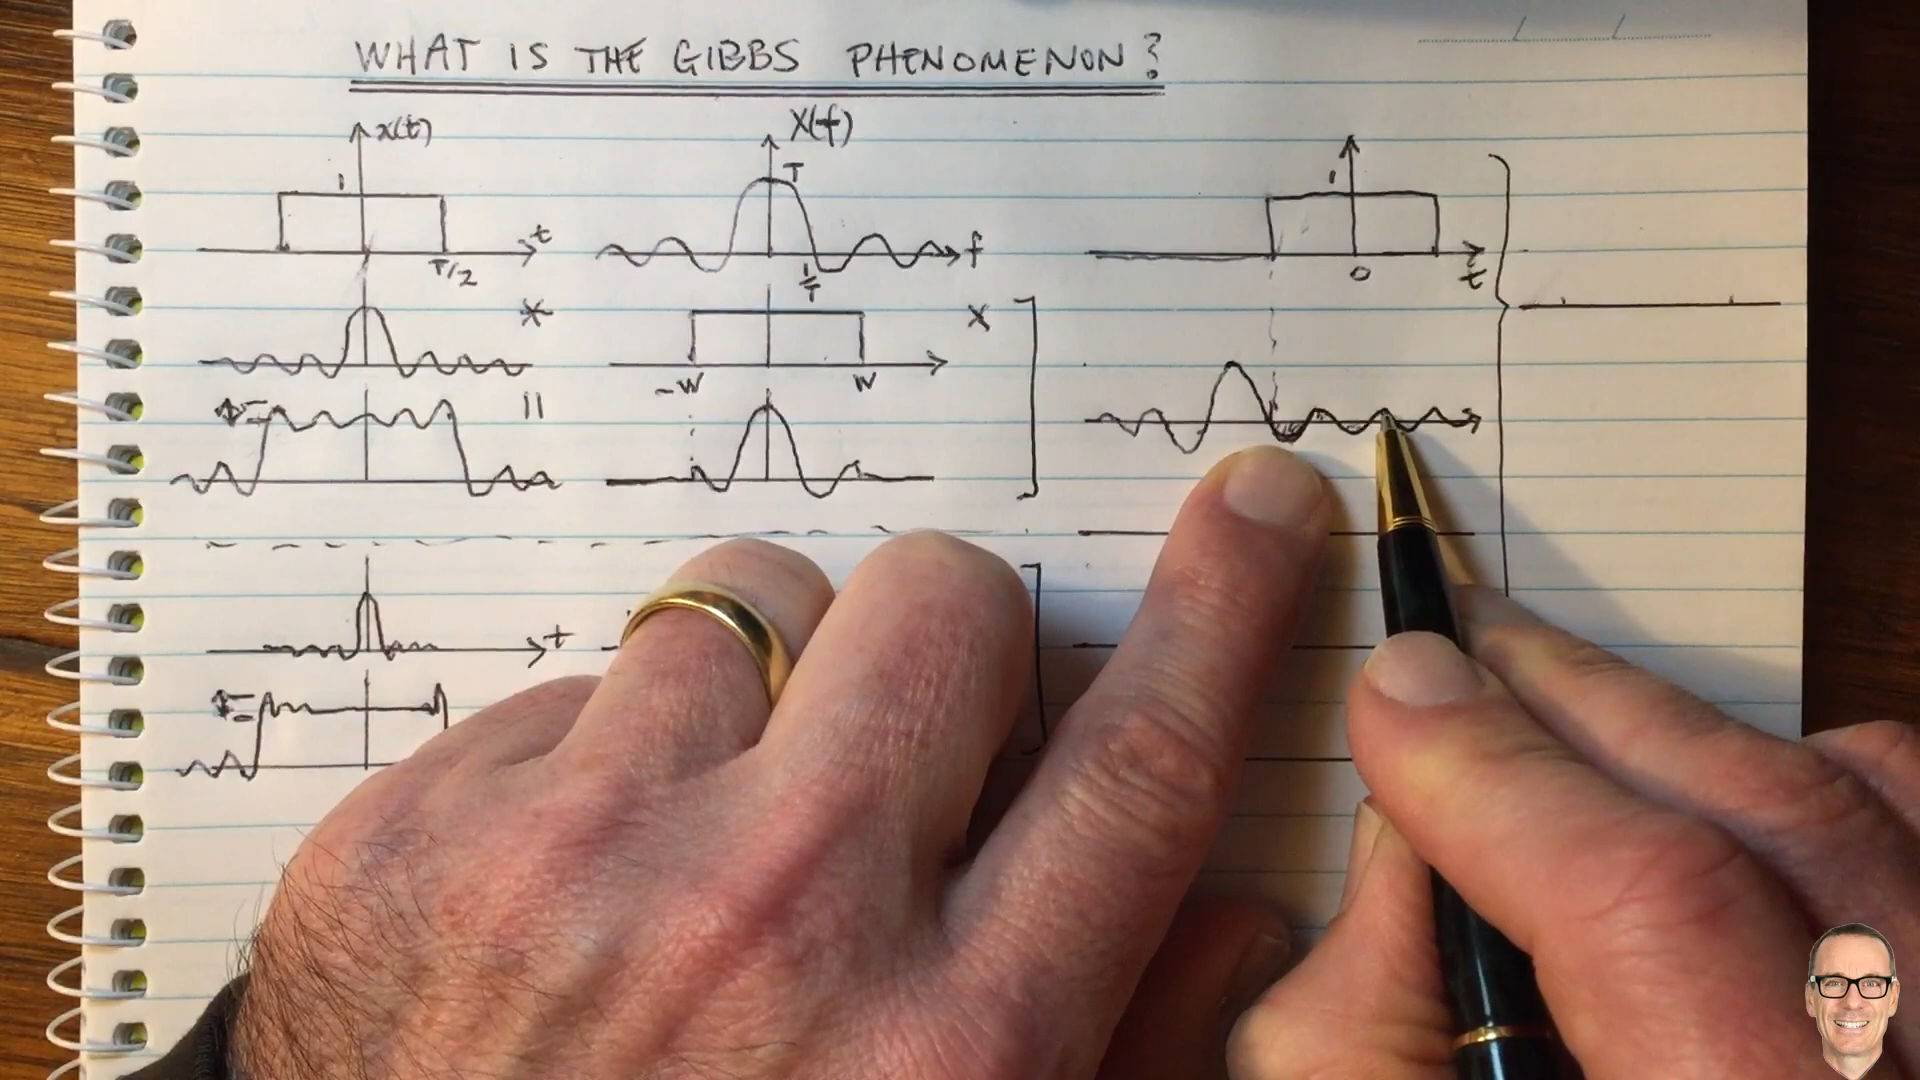 WHAT IS THE GIBBS PHENOMENON?
x(t)
X(f)
1
T
1
t
f
T/2
1/T
0
t
*
X
-W
W
=
t